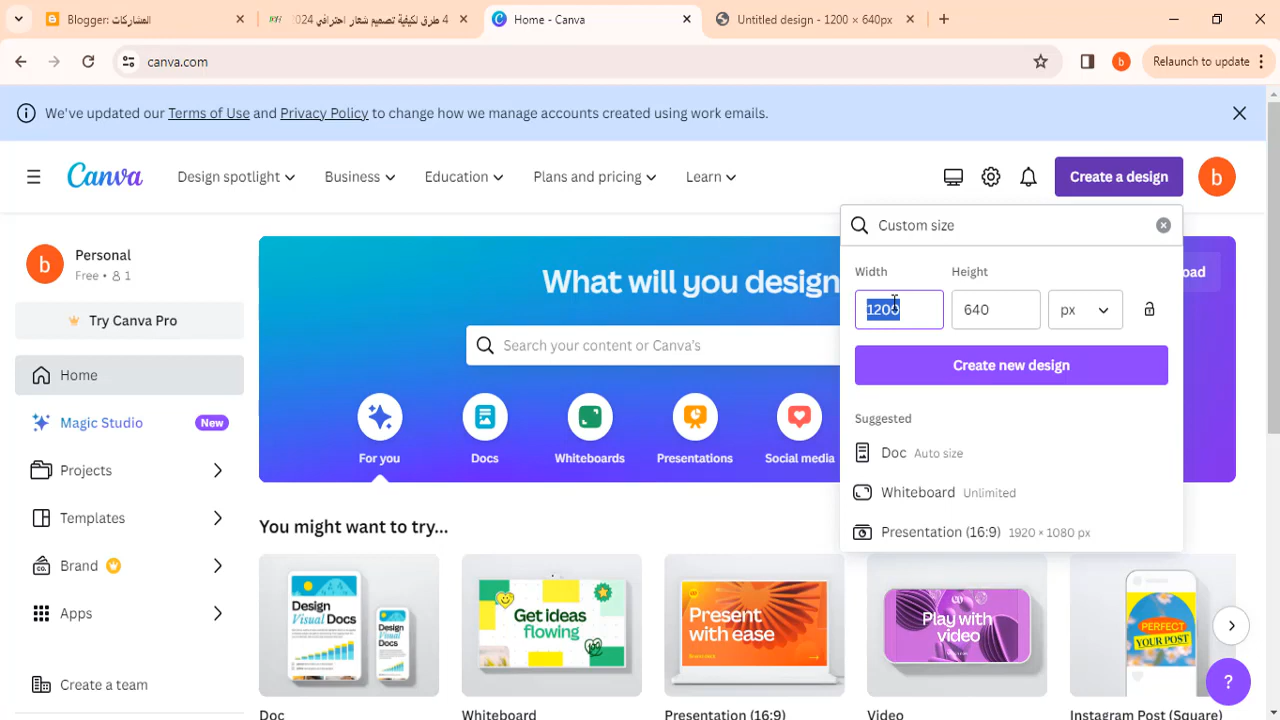 Blogger: المشاركات
4 طرق لكيفية تصميم شعار احترافي 2024
Home - Canva
Untitled design - 1200 × 640px
canva.com
Relaunch to update
We've updated our Terms of Use and Privacy Policy to change how we manage accounts created using work emails.
Canva
Design spotlight
Business
Education
Plans and pricing
Learn
Create a design
b
Custom size
b
Personal
Free • 1
Try Canva Pro
Home
Magic Studio
New
Projects
Templates
Brand
Apps
Create a team
What will you design
Search your content or Canva's
For you
Docs
Whiteboards
Presentations
Social media
Width
Height
1200
640
px
Create new design
Suggested
Doc Auto size
Whiteboard Unlimited
Presentation (16:9) 1920 × 1080 px
You might want to try...
Design
Visual Docs
Design
Visual
Docs
Get ideas
flowing
Present
with ease
Play with
video
PERFECT
YOUR POST
Doc
Whiteboard
Presentation (16:9)
Video
Instagram Post (Square)
?